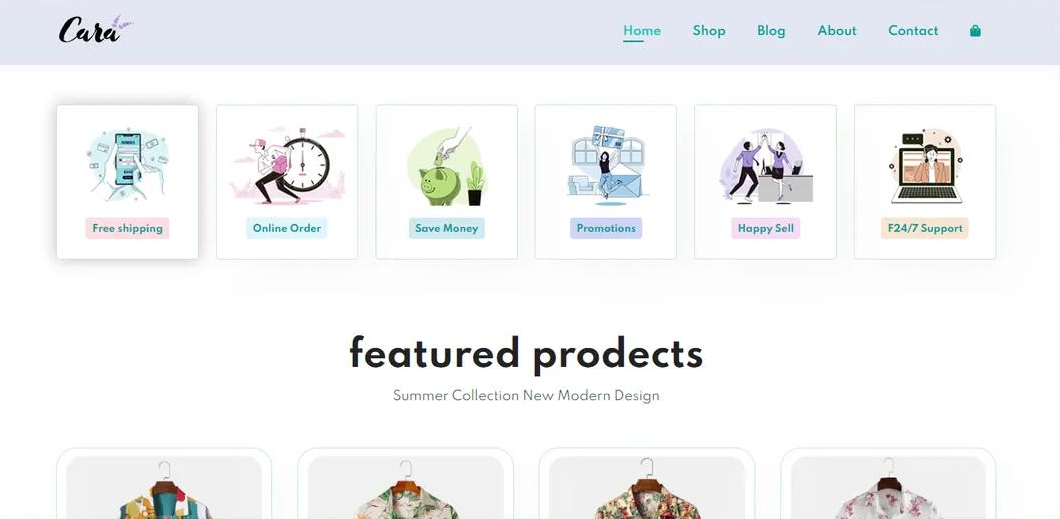 Cara
Home Shop Blog About Contact
Free shipping Online Order Save Money Promotions Happy Sell F24/7 Support
featured prodects
Summer Collection New Modern Design